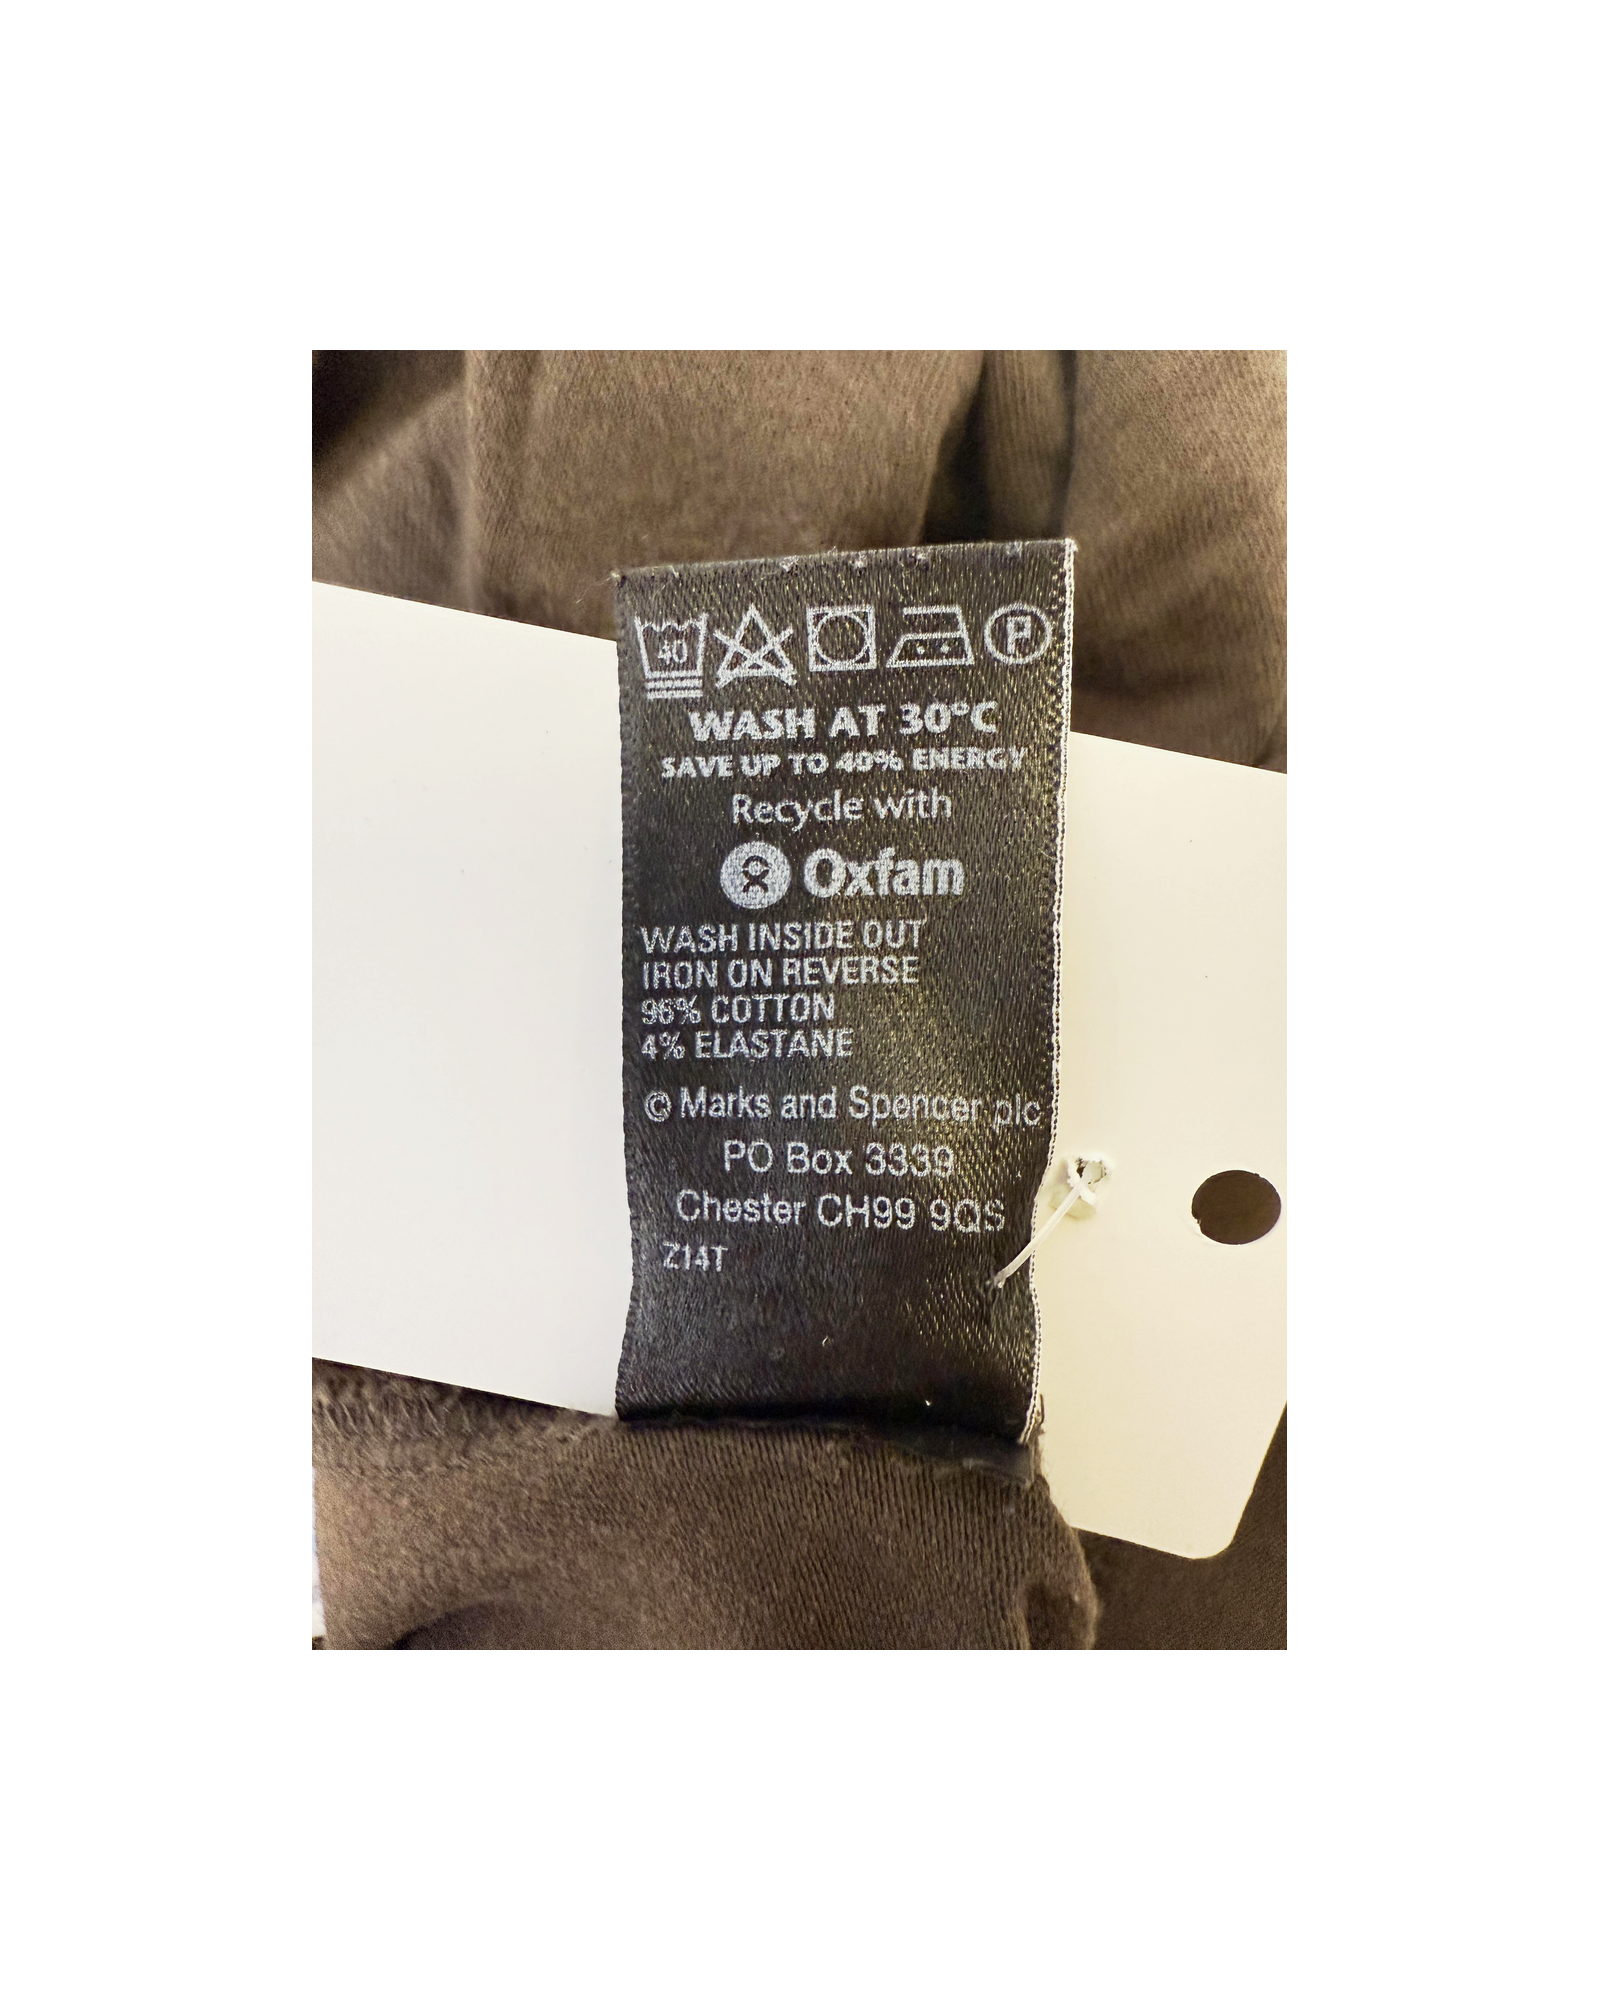 40
P
WASH AT 30°C
SAVE UP TO 40% ENERGY
Recycle with
Oxfam
WASH INSIDE OUT
IRON ON REVERSE
96% COTTON
4% ELASTANE
© Marks and Spencer plc
PO Box 3339
Chester CH99 9QS
Z14T